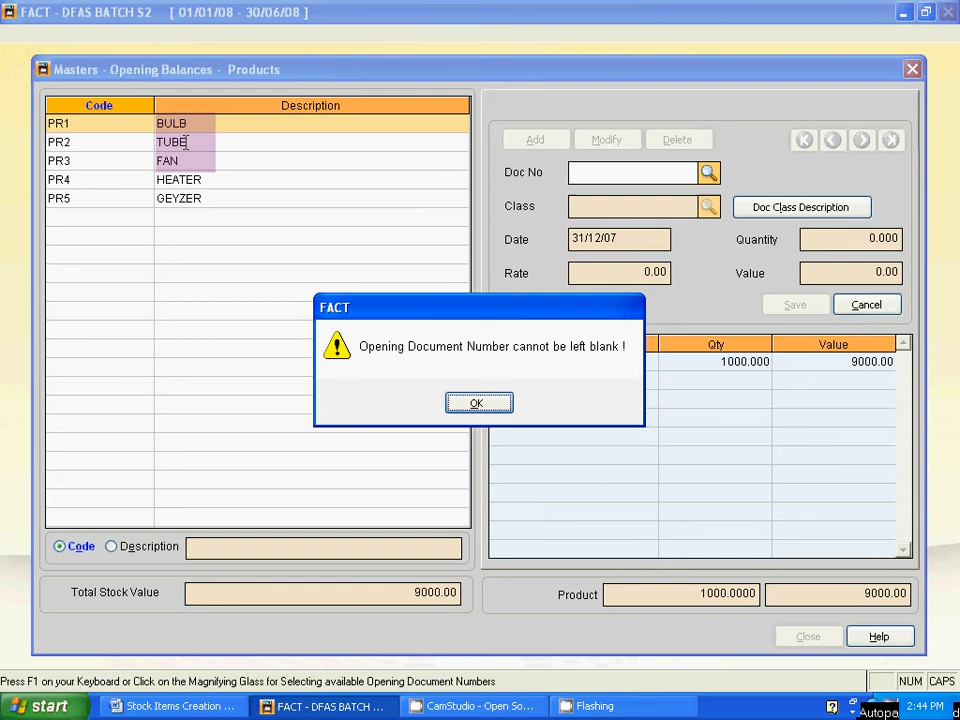 FACT - DFAS BATCH S2 [ 01/01/08 - 30/06/08 ]
Masters - Opening Balances - Products
Code Description
PR1 BULB
PR2 TUBE
PR3 FAN
PR4 HEATER
PR5 GEYZER
Code Description
Total Stock Value 9000.00
Add Modify Delete
Doc No
Class Doc Class Description
Date 31/12/07 Quantity 0.000
Rate 0.00 Value 0.00
Save Cancel
Qty Value
1000.000 9000.00
Product 1000.0000 9000.00
Close Help
FACT
Opening Document Number cannot be left blank !
OK
Press F1 on your Keyboard or Click on the Magnifying Glass for Selecting available Opening Document Numbers NUM CAPS
start Stock Items Creation ... FACT - DFAS BATCH ... CamStudio - Open So... Flashing 2:44 PM